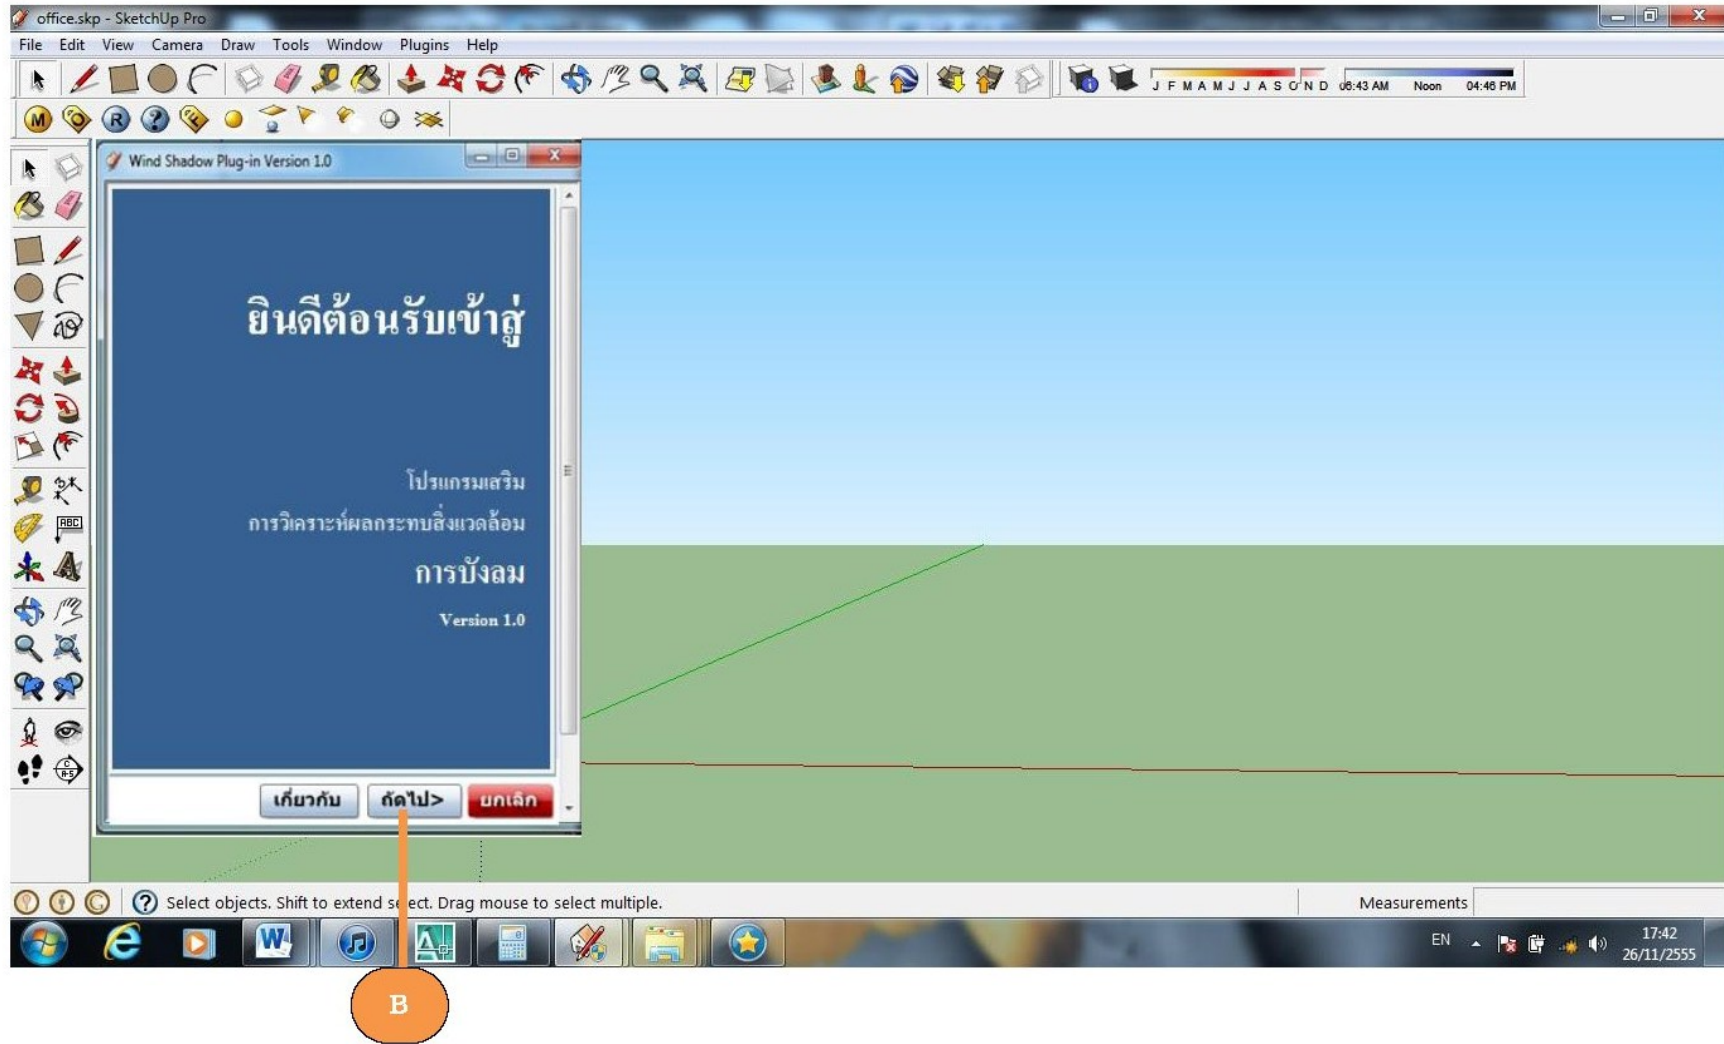 office.skp - SketchUp Pro
File Edit View Camera Draw Tools Window Plugins Help
J F M A M J J A S O N D 06:43 AM Noon 04:46 PM
M O R ?
Wind Shadow Plug-in Version 1.0
ยินดีต้อนรับเข้าสู่
โปรแกรมเสริม
การวิเคราะห์ผลกระทบสิ่งแวดล้อม
ABC
การบังลม
Version 1.0
เกี่ยวกับ ถัดไป> ยกเลิก
Select objects. Shift to extend select. Drag mouse to select multiple.
Measurements
EN
17:42
26/11/2555
B